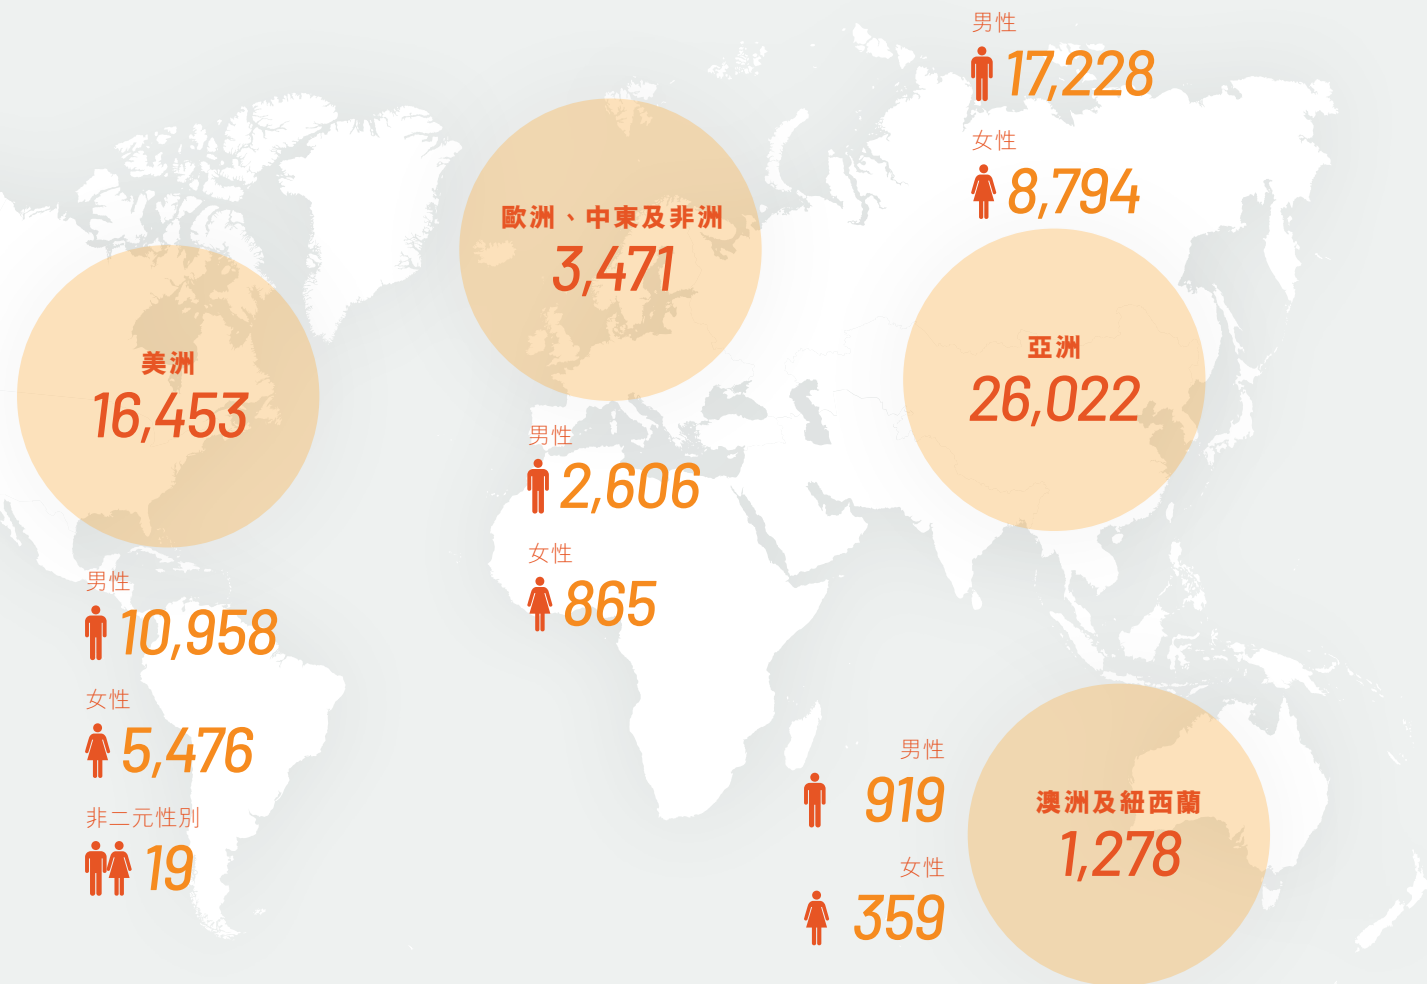 美洲
16,453
男性
10,958
女性
5,476
非二元性別
19
歐洲、中東及非洲
3,471
男性
2,606
女性
865
男性
17,228
女性
8,794
亞洲
26,022
男性
919
女性
359
澳洲及紐西蘭
1,278